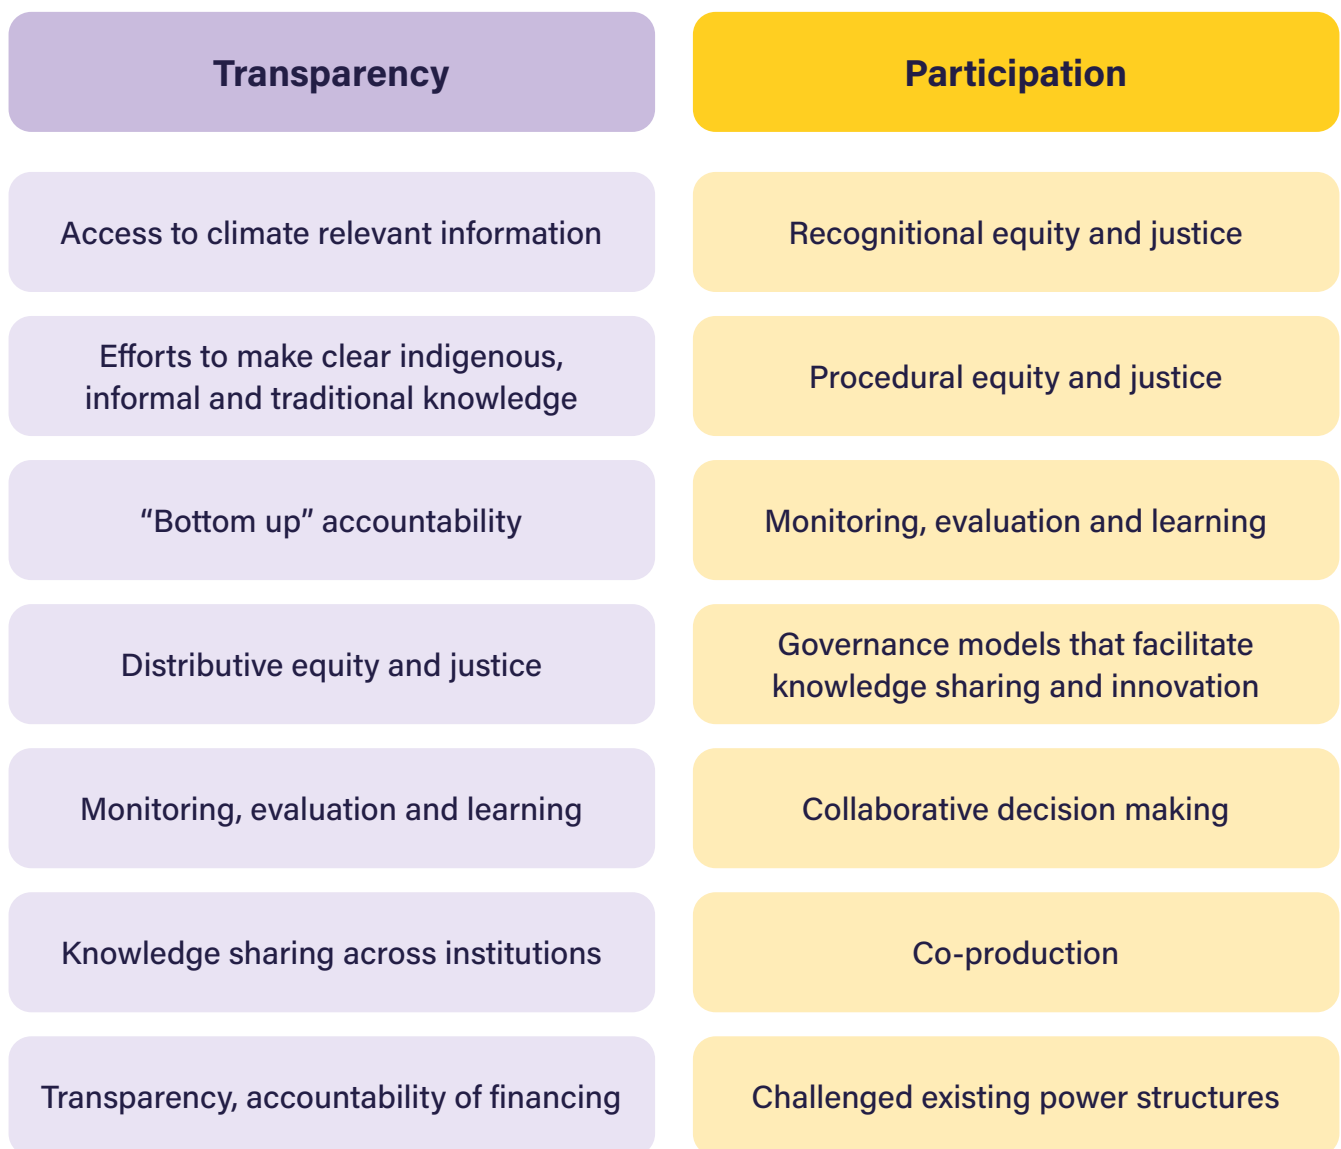 Transparency
Access to climate relevant information
Efforts to make clear indigenous,
informal and traditional knowledge
“Bottom up” accountability
Distributive equity and justice
Monitoring, evaluation and learning
Knowledge sharing across institutions
Transparency, accountability of financing
Participation
Recognitional equity and justice
Procedural equity and justice
Monitoring, evaluation and learning
Governance models that facilitate
knowledge sharing and innovation
Collaborative decision making
Co-production
Challenged existing power structures